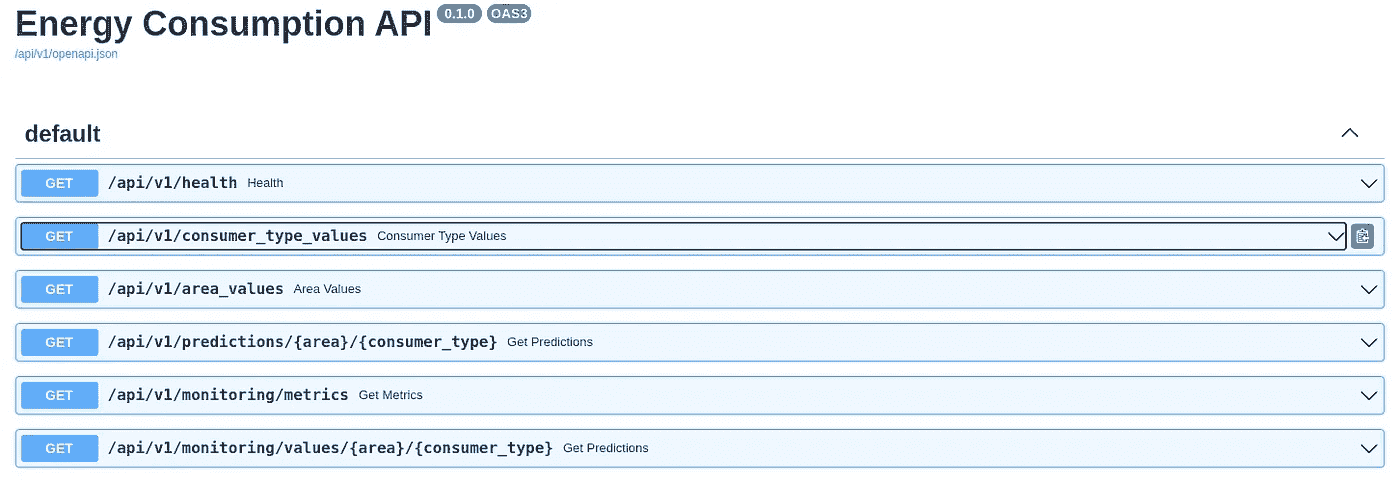 Energy Consumption API 0.1.0 OAS3
/api/v1/openapi.json
default
GET /api/v1/health Health
GET /api/v1/consumer_type_values Consumer Type Values
GET /api/v1/area_values Area Values
GET /api/v1/predictions/{area}/{consumer_type} Get Predictions
GET /api/v1/monitoring/metrics Get Metrics
GET /api/v1/monitoring/values/{area}/{consumer_type} Get Predictions